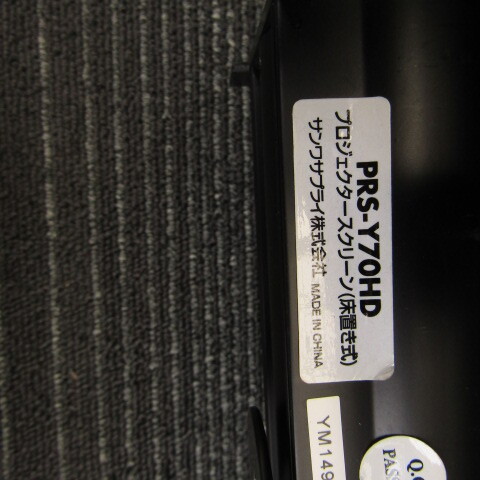 PRS-Y70HD
プロジェクタースクリーン(床置き式)
サンワサプライ株式会社 MADE IN CHINA
YM149
Q.
PAS